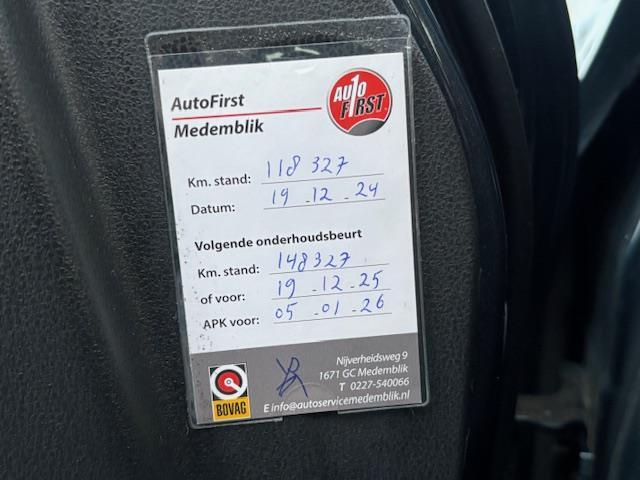 AutoFirst
Medemblik
AUTO
FIRST
Km. stand: 118 327
Datum: 19 - 12 - 24
Volgende onderhoudsbeurt
Km. stand: 148327
of voor: 19 - 12 - 25
APK voor: 05 - 01 - 26
BOVAG
Nijverheidsweg 9
1671 GC Medemblik
T 0227-540066
E info@autoservicemedemblik.nl